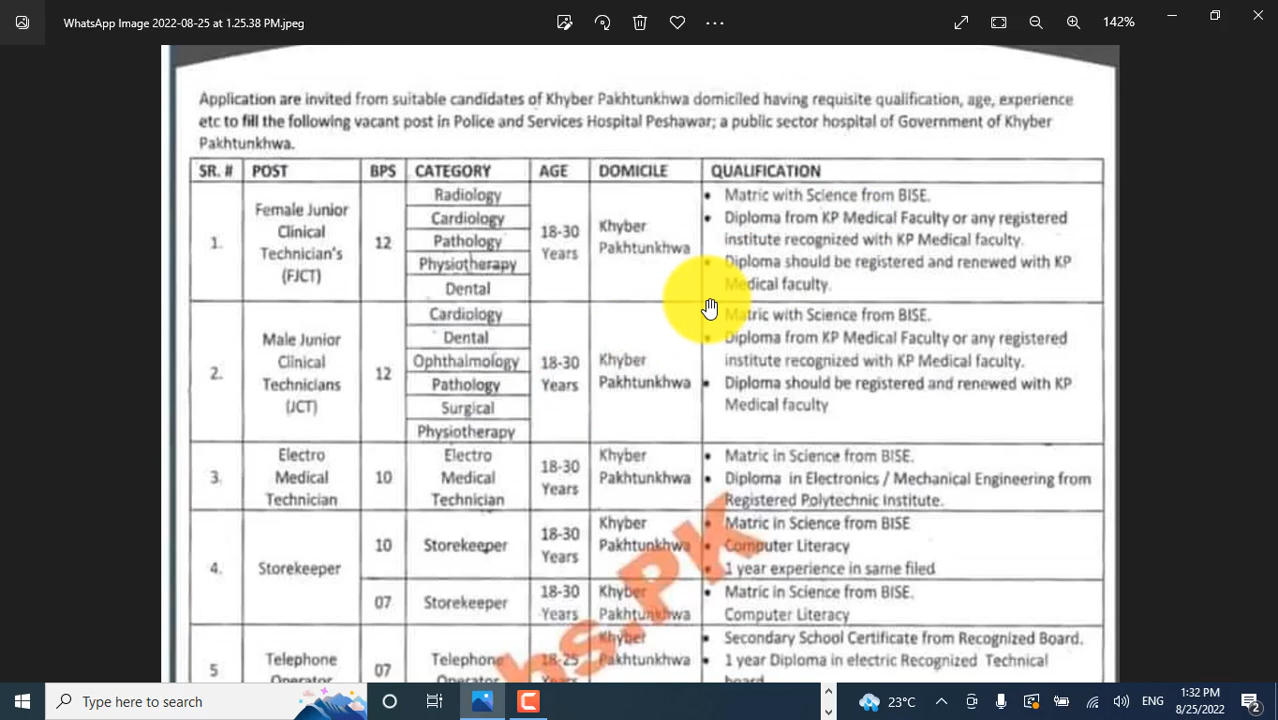 WhatsApp Image 2022-08-25 at 1.25.38 PM.jpeg
142%
Application are invited from suitable candidates of Khyber Pakhtunkhwa domiciled having requisite qualification, age, experience
etc to fill the following vacant post in Police and Services Hospital Peshawar; a public sector hospital of Government of Khyber
Pakhtunkhwa.
SR. # POST BPS CATEGORY AGE DOMICILE QUALIFICATION
1.
Female Junior
Clinical
Technician's
(FJCT)
12
Radiology
Cardiology
Pathology
Physiotherapy
Dental
18-30
Years
Khyber
Pakhtunkhwa
• Matric with Science from BISE.
• Diploma from KP Medical Faculty or any registered
institute recognized with KP Medical faculty.
• Diploma should be registered and renewed with KP
Medical faculty.
2.
Male Junior
Clinical
Technicians
(JCT)
12
Cardiology
Dental
Ophthalmology
Pathology
Surgical
Physiotherapy
18-30
Years
Khyber
Pakhtunkhwa
Matric with Science from BISE.
• Diploma from KP Medical Faculty or any registered
institute recognized with KP Medical faculty.
• Diploma should be registered and renewed with KP
Medical faculty
3.
Electro
Medical
Technician
10
Electro
Medical
Technician
18-30
Years
Khyber
Pakhtunkhwa
• Matric in Science from BISE.
• Diploma in Electronics / Mechanical Engineering from
Registered Polytechnic Institute.
4.
Storekeeper
10
Storekeeper
18-30
Years
Khyber
Pakhtunkhwa
• Matric in Science from BISE
• Computer Literacy
• 1 year experience in same filed
07
Storekeeper
18-30
Years
Khyber
Pakhtunkhwa
• Matric in Science from BISE.
Computer Literacy
5
Telephone
Operator
07
Telephone
Operator
18-25
Years
Khyber
Pakhtunkhwa
• Secondary School Certificate from Recognized Board.
• 1 year Diploma in electric Recognized Technical
board
hs.PK
Type here to search
23°C
ENG
1:32 PM
8/25/2022
2